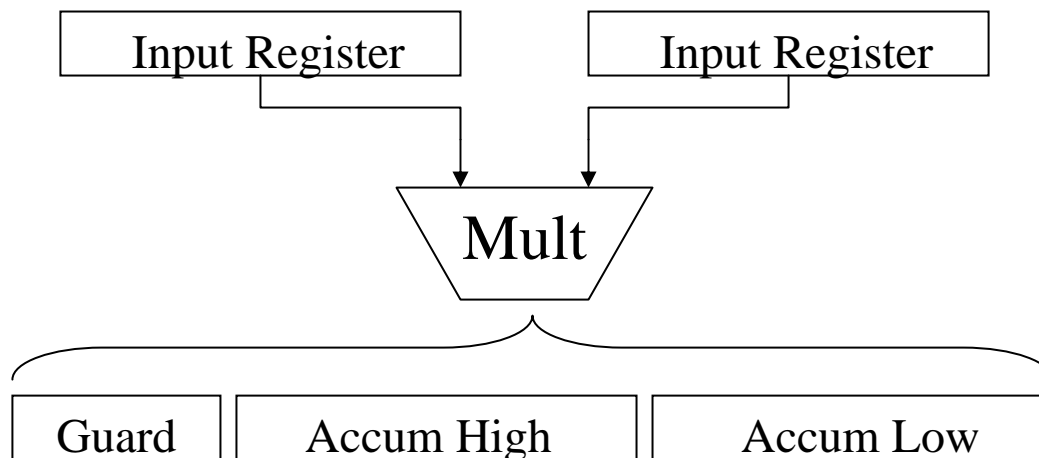 Input Register
Input Register
Mult
Guard
Accum High
Accum Low